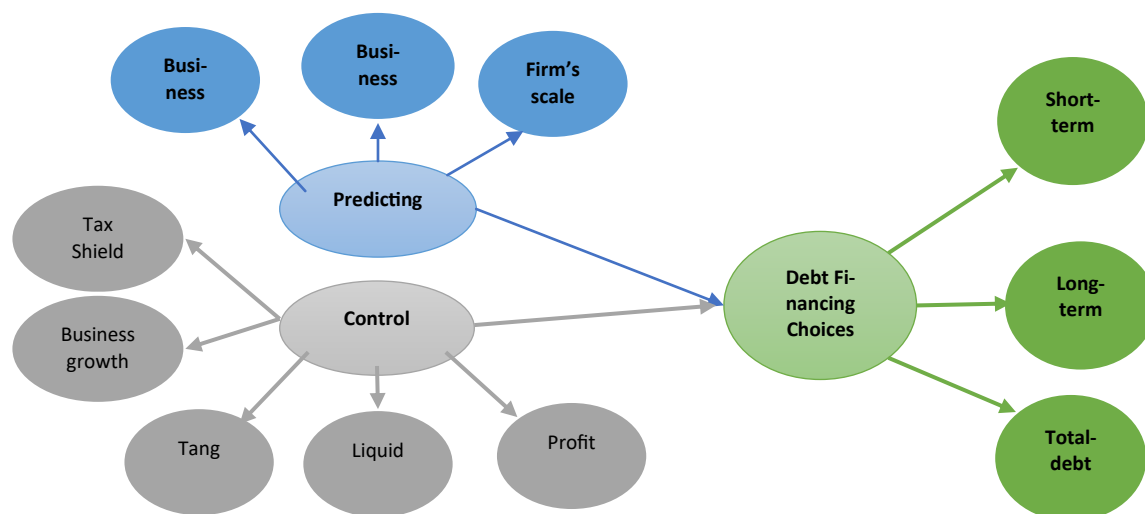 Busi-
ness
Busi-
ness
Firm's
scale
Predicting
Short-
term
Tax
Shield
Business
growth
Control
Debt Fi-
nancing
Choices
Long-
term
Tang
Liquid
Profit
Total-
debt